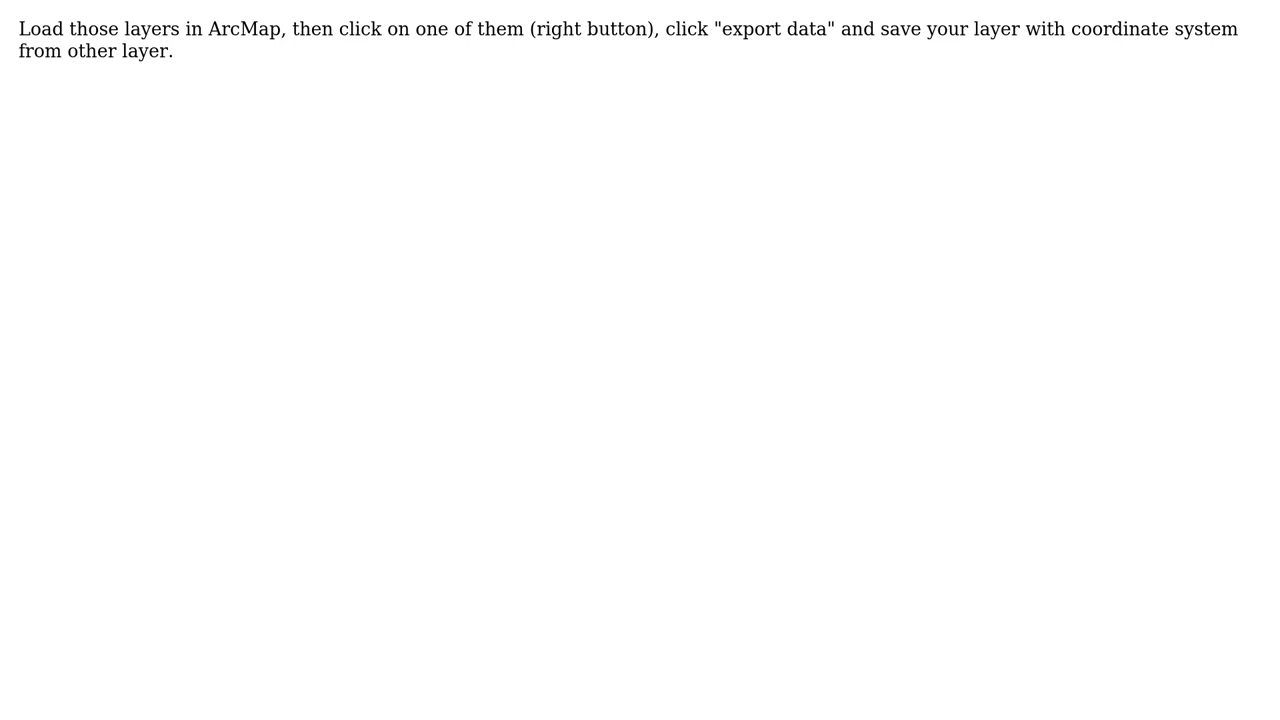 Load those layers in ArcMap, then click on one of them (right button), click "export data" and save your layer with coordinate system
from other layer.